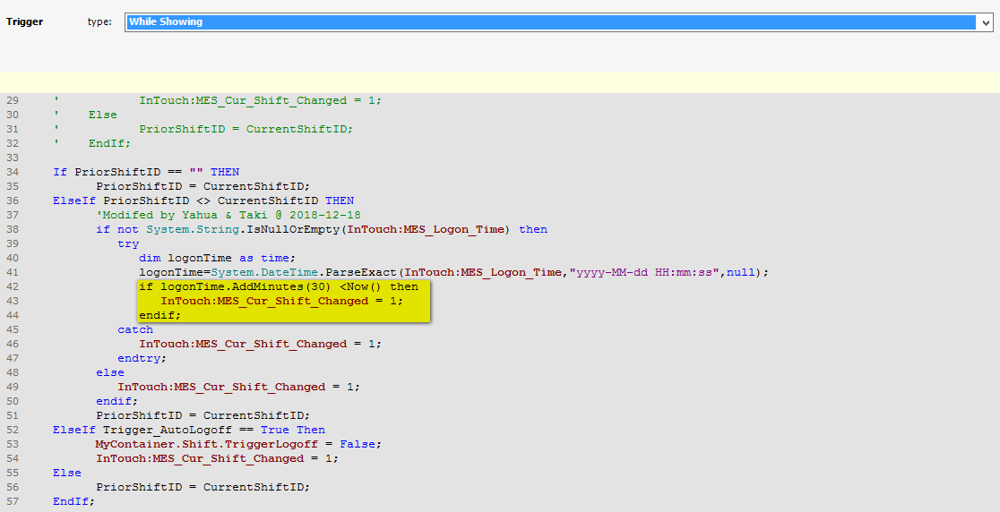 Trigger type: While Showing
29 ' InTouch:MES_Cur_Shift_Changed = 1;
30 ' Else
31 ' PriorShiftID = CurrentShiftID;
32 ' EndIf;
33
34 If PriorShiftID == "" THEN
35 PriorShiftID = CurrentShiftID;
36 ElseIf PriorShiftID <> CurrentShiftID THEN
37 'Modifed by Yahua & Taki @ 2018-12-18
38 if not System.String.IsNullOrEmpty(InTouch:MES_Logon_Time) then
39 try
40 dim logonTime as time;
41 logonTime=System.DateTime.ParseExact(InTouch:MES_Logon_Time,"yyyy-MM-dd HH:mm:ss",null);
42 if logonTime.AddMinutes(30) <Now() then
43 InTouch:MES_Cur_Shift_Changed = 1;
44 endif;
45 catch
46 InTouch:MES_Cur_Shift_Changed = 1;
47 endtry;
48 else
49 InTouch:MES_Cur_Shift_Changed = 1;
50 endif;
51 PriorShiftID = CurrentShiftID;
52 ElseIf Trigger_AutoLogoff == True Then
53 MyContainer.Shift.TriggerLogoff = False;
54 InTouch:MES_Cur_Shift_Changed = 1;
55 Else
56 PriorShiftID = CurrentShiftID;
57 EndIf;